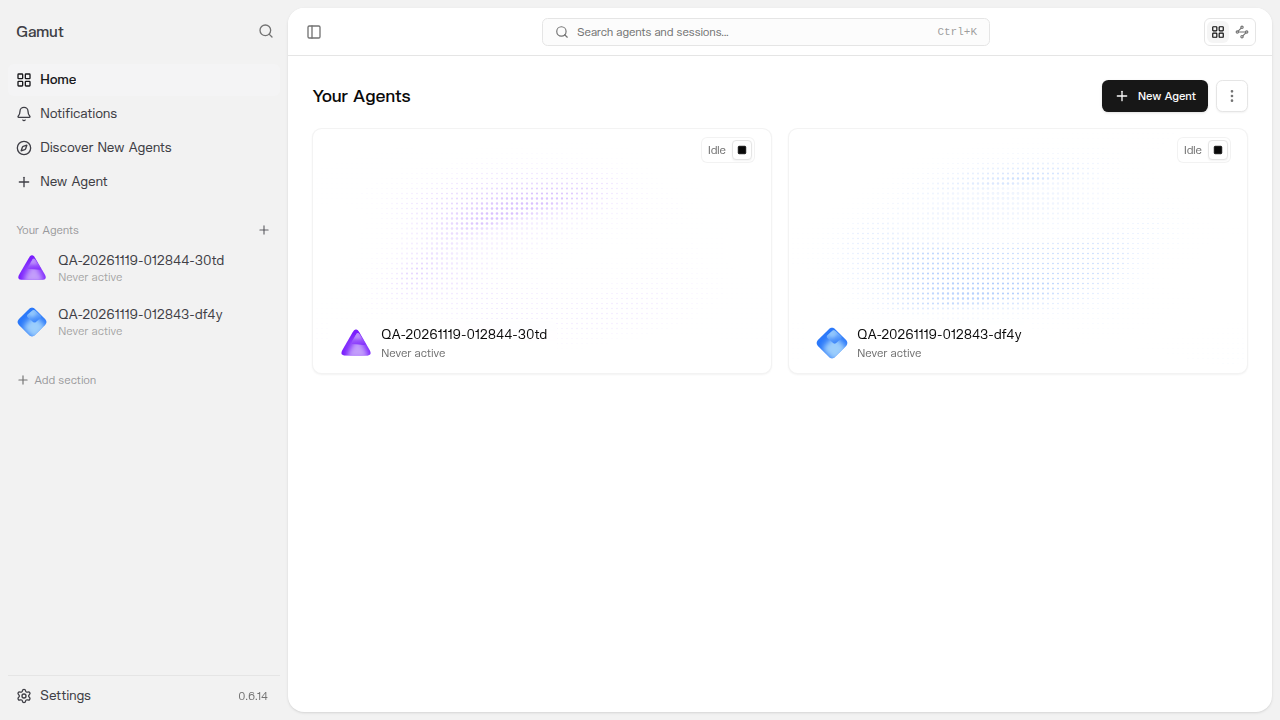 Gamut
Home
Notifications
Discover New Agents
New Agent
Your Agents
QA-20261119-012844-30td
Never active
QA-20261119-012843-df4y
Never active
Add section
Settings
0.6.14
Search agents and sessions...
Ctrl+K
Your Agents
New Agent
Idle
QA-20261119-012844-30td
Never active
Idle
QA-20261119-012843-df4y
Never active